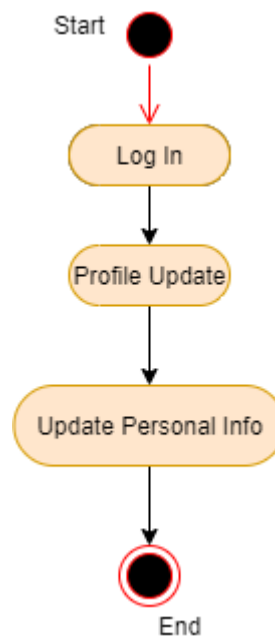 Start
Log In
Profile Update
Update Personal Info
End